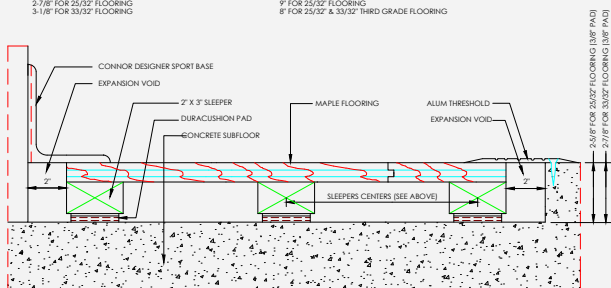 2-7/8" FOR 25/32" FLOORING
3-1/8" FOR 33/32" FLOORING
9" FOR 25/32" FLOORING
8" FOR 25/32" & 33/32" THIRD GRADE FLOORING
CONNOR DESIGNER SPORT BASE
EXPANSION VOID
2" X 3" SLEEPER
DURACUSHION PAD
CONCRETE SUBFLOOR
MAPLE FLOORING
ALUM THRESHOLD
EXPANSION VOID
2"
SLEEPERS CENTERS (SEE ABOVE)
2"
2-5/8" FOR 25/32" FLOORING (3/8" PAD)
2-7/8" FOR 33/32" FLOORING (3/8" PAD)